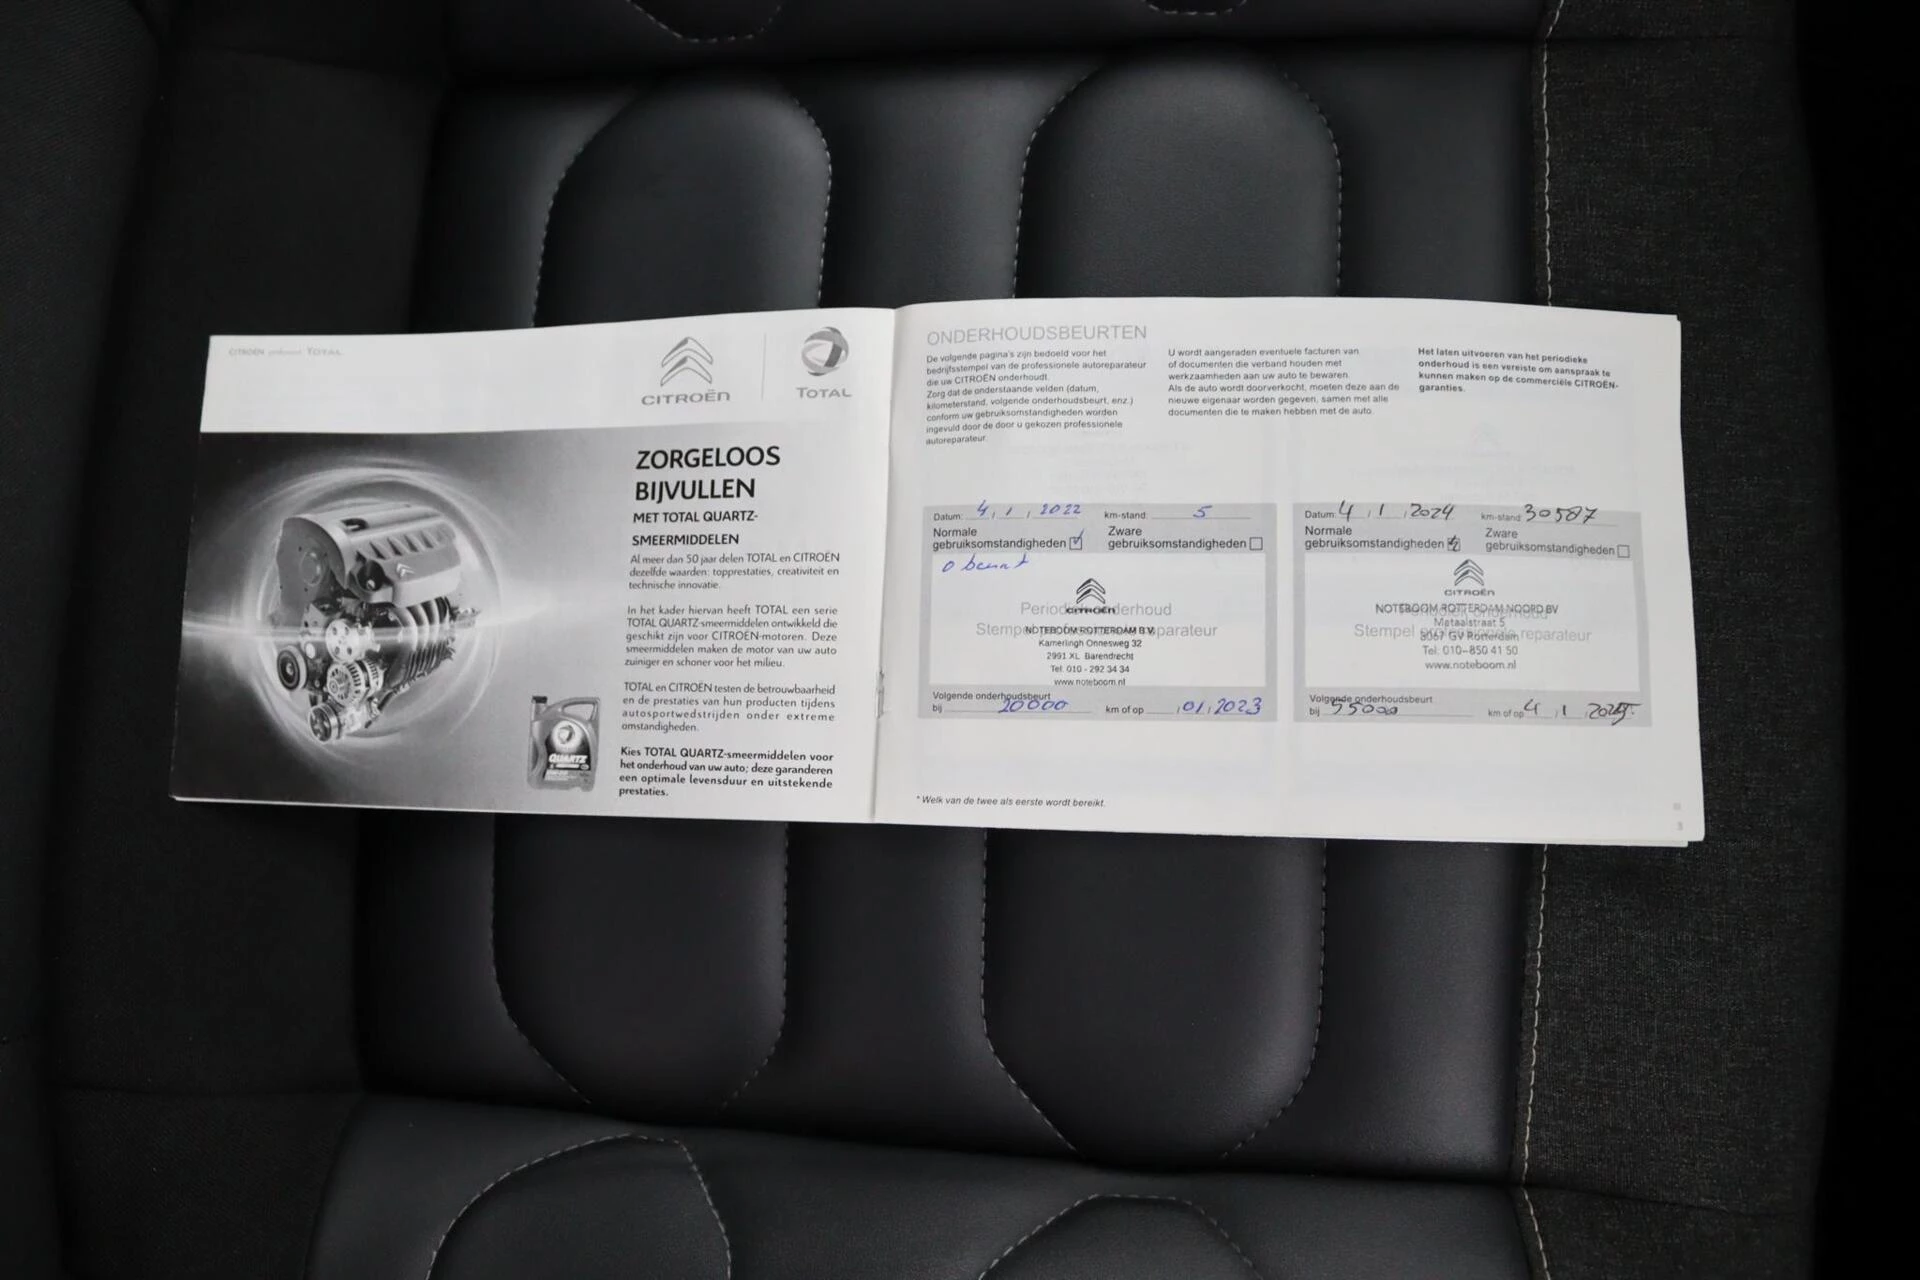 CITROËN prefereert TOTAL
CITROËN
TOTAL
ZORGELOOS
BIJVULLEN
MET TOTAL QUARTZ-
SMEERMIDDELEN
Al meer dan 50 jaar delen TOTAL en CITROËN
dezelfde waarden: topprestaties, creativiteit en
technische innovatie.
In het kader hiervan heeft TOTAL een serie
TOTAL QUARTZ-smeermiddelen ontwikkeld die
geschikt zijn voor CITROËN-motoren. Deze
smeermiddelen maken de motor van uw auto
zuiniger en schoner voor het milieu.
TOTAL en CITROËN testen de betrouwbaarheid
en de prestaties van hun producten tijdens
autosportwedstrijden onder extreme
omstandigheden.
Kies TOTAL QUARTZ-smeermiddelen voor
het onderhoud van uw auto; deze garanderen
een optimale levensduur en uitstekende
prestaties.
QUARTZ
ONDERHOUDSBEURTEN
De volgende pagina's zijn bedoeld voor het
bedrijfsstempel van de professionele autoreparateur
die uw CITROËN onderhoudt.
Zorg dat de onderstaande velden (datum,
kilometerstand, volgende onderhoudsbeurt, enz.)
conform uw gebruiksomstandigheden worden
ingevuld door de door u gekozen professionele
autoreparateur.
U wordt aangeraden eventuele facturen van
of documenten die verband houden met
werkzaamheden aan uw auto te bewaren.
Als de auto wordt doorverkocht, moeten deze aan de
nieuwe eigenaar worden gegeven, samen met alle
documenten die te maken hebben met de auto.
Het laten uitvoeren van het periodieke
onderhoud is een vereiste om aanspraak te
kunnen maken op de commerciële CITROËN-
garanties.
Datum: 4 / 1 / 2022 km-stand: 5
Normale
gebruiksomstandigheden
Zware
gebruiksomstandigheden
0 beurt
CITROËN
Periodiek onderhoud
NOTEBOOM ROTTERDAM B.V.
Kamerlingh Onnesweg 32
2991 XL Barendrecht
Tel: 010 - 292 34 34
www.noteboom.nl
Volgende onderhoudsbeurt
bij 20000 km of op / 01 / 2023
Datum: 4 / 1 / 2024 km-stand: 30587
Normale
gebruiksomstandigheden
Zware
gebruiksomstandigheden
CITROËN
NOTEBOOM ROTTERDAM NOORD BV
Metaalstraat 5
Stempel professionele reparateur
Tel: 010-850 41 50
www.noteboom.nl
Volgende onderhoudsbeurt
bij 55000 km of op 4 / 1 / 2025.
* Welk van de twee als eerste wordt bereikt.
3